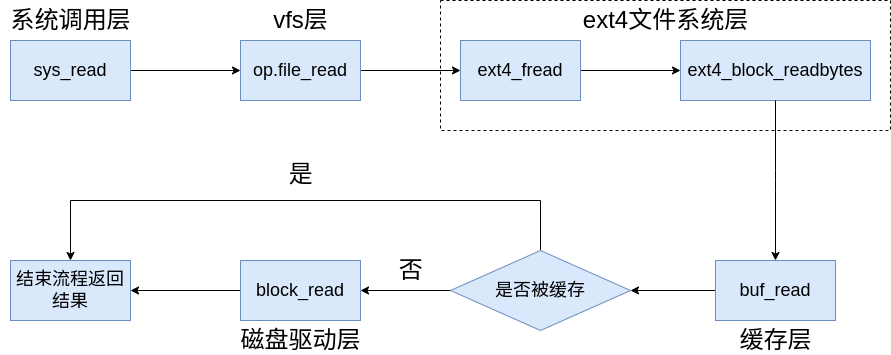 系统调用层
vfs层
ext4文件系统层
sys_read
op.file_read
ext4_fread
ext4_block_readbytes
是
否
结束流程返回
结果
block_read
是否被缓存
buf_read
磁盘驱动层
缓存层